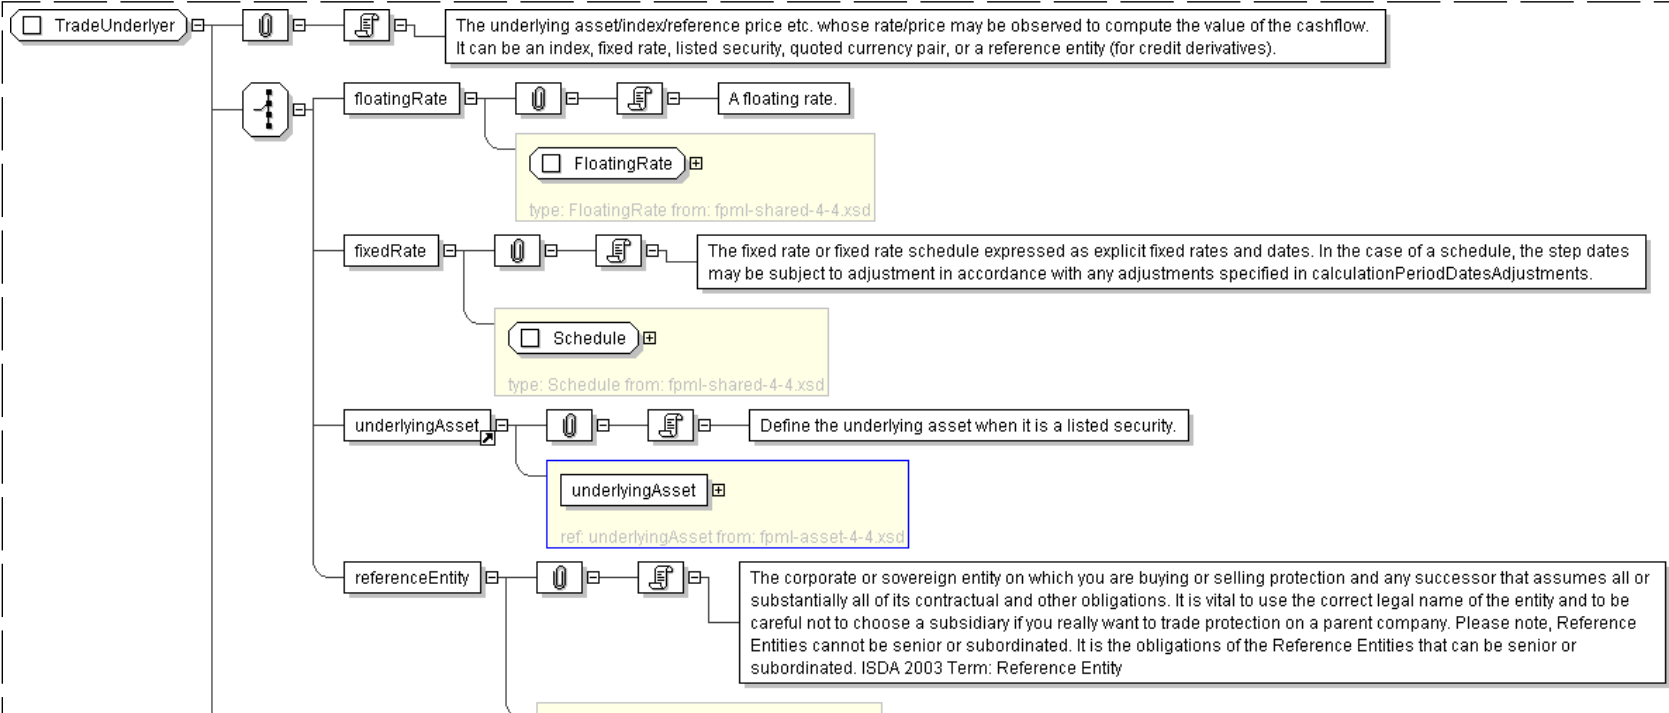 TradeUnderlyer
The underlying asset/index/reference price etc. whose rate/price may be observed to compute the value of the cashflow.
It can be an index, fixed rate, listed security, quoted currency pair, or a reference entity (for credit derivatives).
floatingRate
A floating rate.
FloatingRate
type: FloatingRate from: fpml-shared-4-4.xsd
fixedRate
The fixed rate or fixed rate schedule expressed as explicit fixed rates and dates. In the case of a schedule, the step dates
may be subject to adjustment in accordance with any adjustments specified in calculationPeriodDatesAdjustments.
Schedule
type: Schedule from: fpml-shared-4-4.xsd
underlyingAsset
Define the underlying asset when it is a listed security.
underlyingAsset
ref: underlyingAsset from: fpml-asset-4-4.xsd
referenceEntity
The corporate or sovereign entity on which you are buying or selling protection and any successor that assumes all or
substantially all of its contractual and other obligations. It is vital to use the correct legal name of the entity and to be
careful not to choose a subsidiary if you really want to trade protection on a parent company. Please note, Reference
Entities cannot be senior or subordinated. It is the obligations of the Reference Entities that can be senior or
subordinated. ISDA 2003 Term: Reference Entity